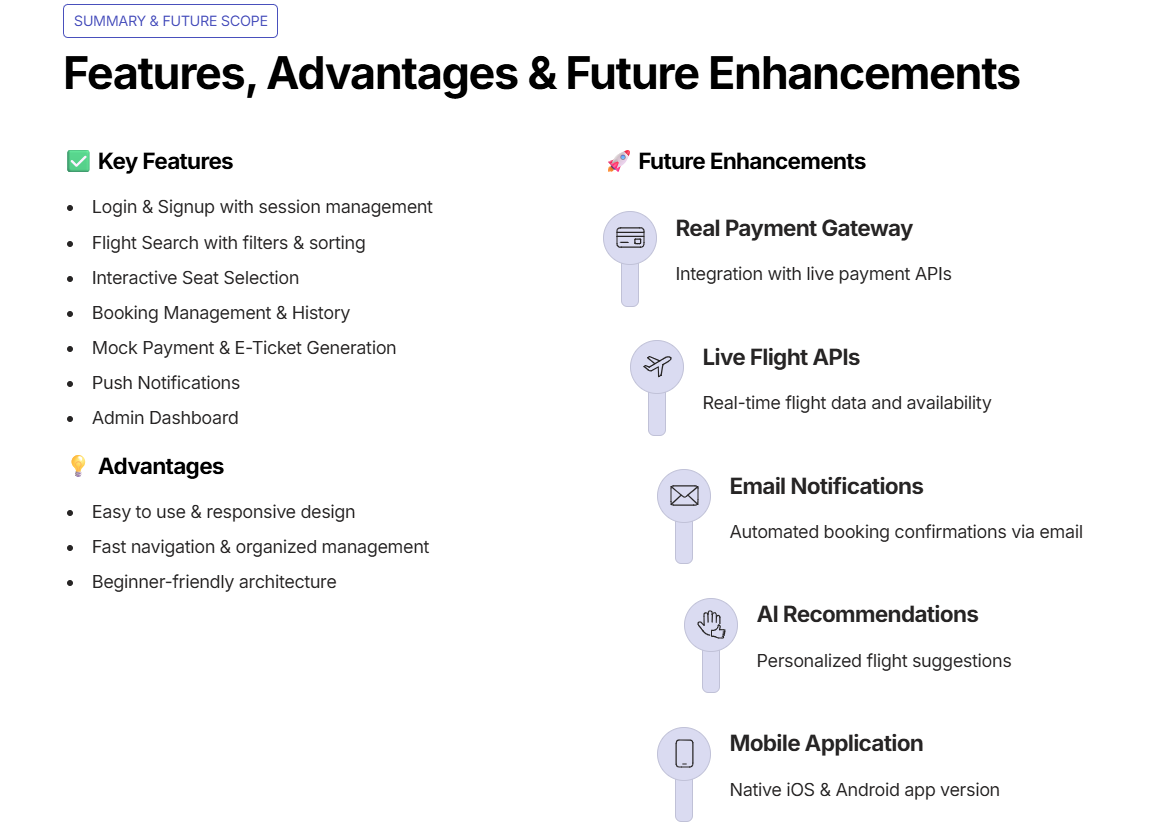 SUMMARY & FUTURE SCOPE
Features, Advantages & Future Enhancements
✅ Key Features
• Login & Signup with session management
• Flight Search with filters & sorting
• Interactive Seat Selection
• Booking Management & History
• Mock Payment & E-Ticket Generation
• Push Notifications
• Admin Dashboard
💡 Advantages
• Easy to use & responsive design
• Fast navigation & organized management
• Beginner-friendly architecture
🚀 Future Enhancements
Real Payment Gateway
Integration with live payment APIs
Live Flight APIs
Real-time flight data and availability
Email Notifications
Automated booking confirmations via email
AI Recommendations
Personalized flight suggestions
Mobile Application
Native iOS & Android app version